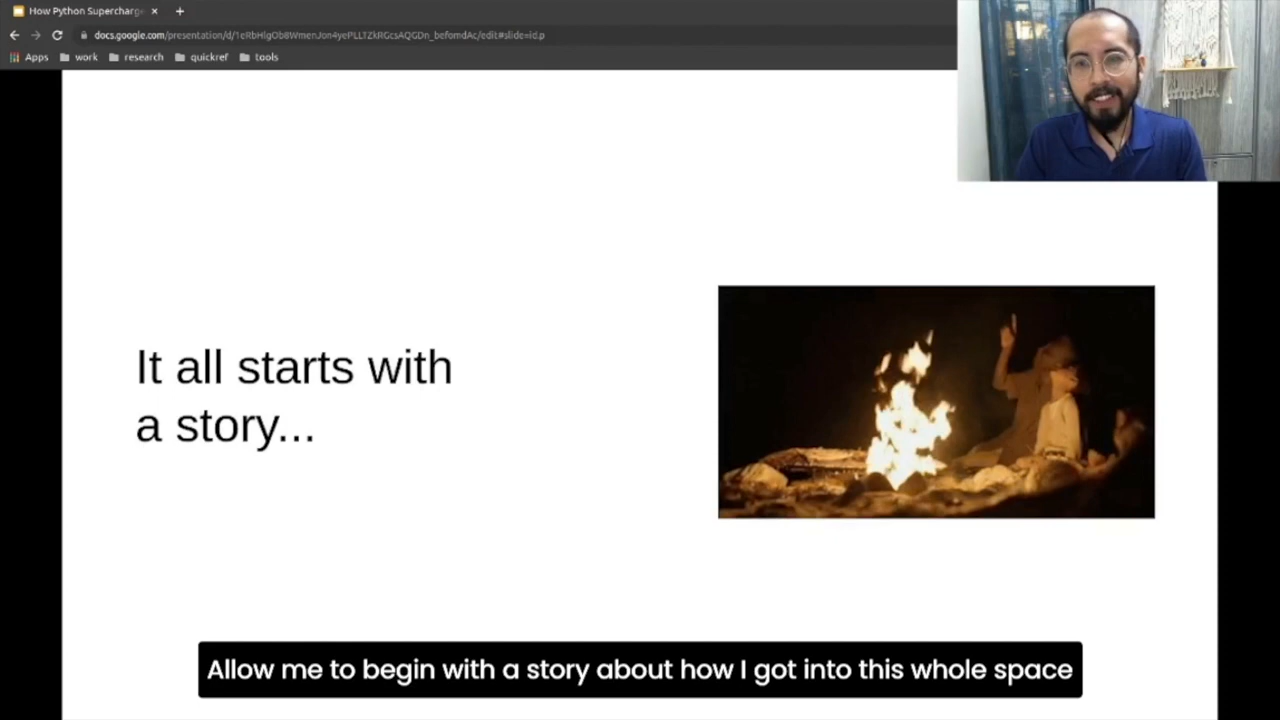 How Python Supercharge
docs.google.com/presentation/d/1eRbHlgOb8WmenJon4yePLLTZkRGcsAQGDn_befomdAc/edit#slide=id.p
Apps work research quickref tools
It all starts with
a story...
Allow me to begin with a story about how I got into this whole space